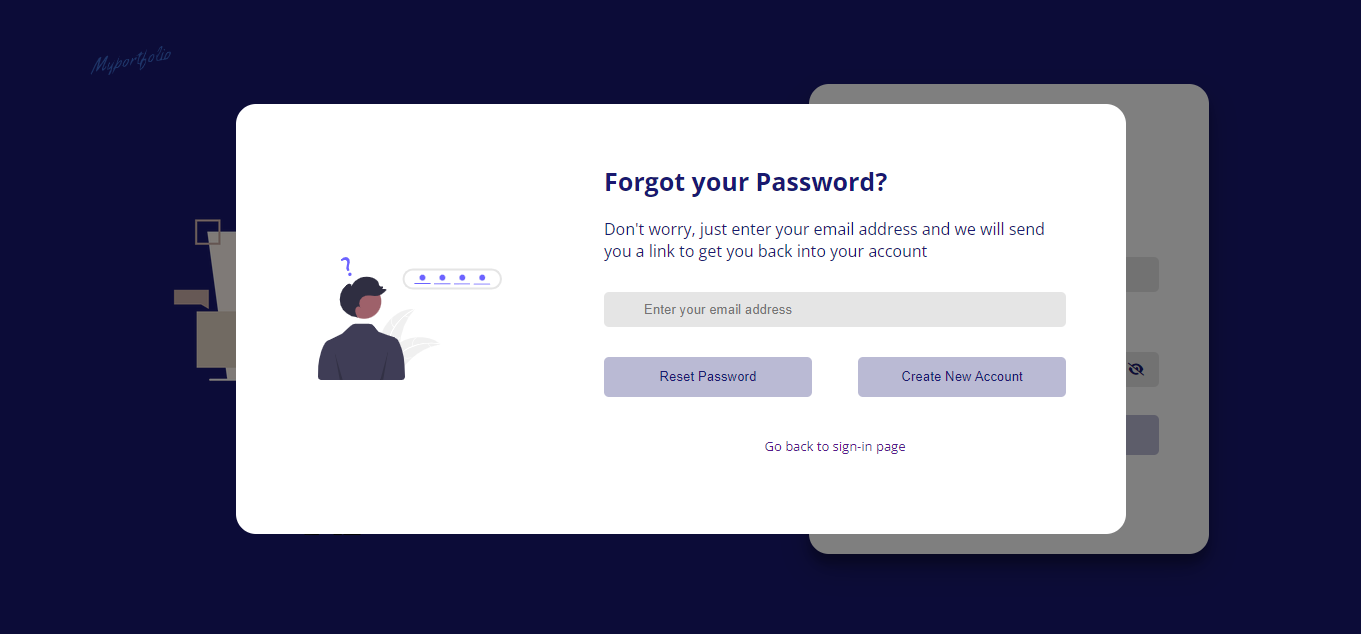 Myportfolio
Forgot your Password?
Don't worry, just enter your email address and we will send
you a link to get you back into your account
Enter your email address
Reset Password
Create New Account
Go back to sign-in page